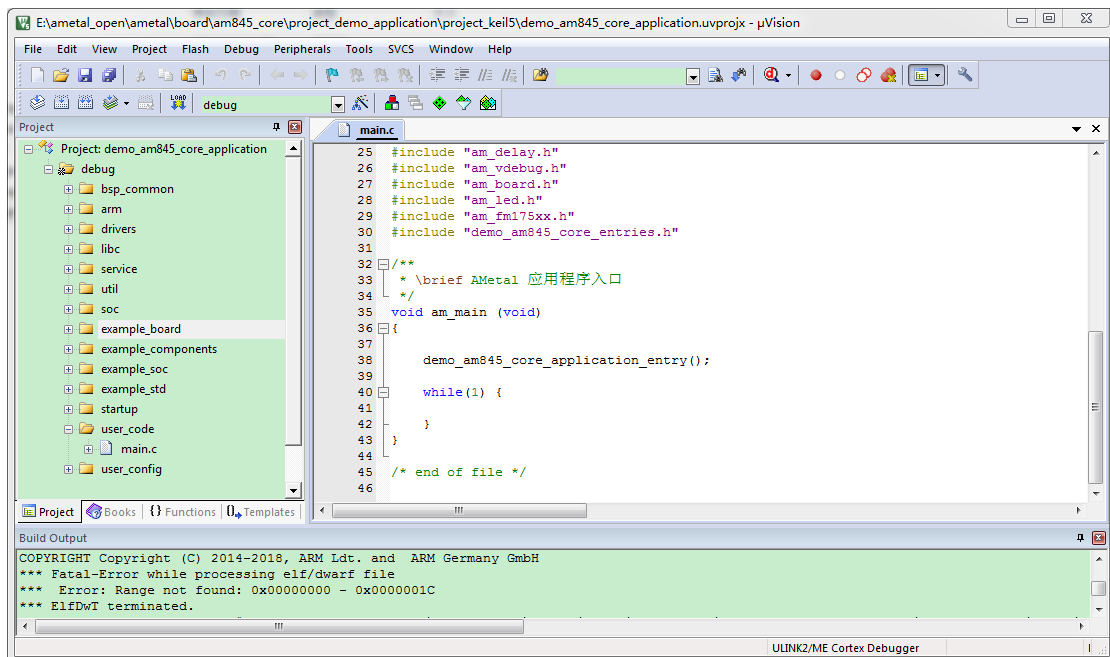 E:\ametal_open\ametal\board\am845_core\project_demo_application\project_keil5\demo_am845_core_application.uvprojx - µVision
File Edit View Project Flash Debug Peripherals Tools SVCS Window Help
LOAD debug
Project
Project: demo_am845_core_application
debug
bsp_common
arm
drivers
libc
service
util
soc
example_board
example_components
example_soc
example_std
startup
user_code
main.c
user_config
Project Books {} Functions 0 Templates
main.c
25 #include "am_delay.h"
26 #include "am_vdebug.h"
27 #include "am_board.h"
28 #include "am_led.h"
29 #include "am_fm175xx.h"
30 #include "demo_am845_core_entries.h"
31
32 /**
33  * \brief AMetal 应用程序入口
34  */
35 void am_main (void)
36 {
37
38     demo_am845_core_application_entry();
39
40     while(1) {
41
42     }
43 }
44
45 /* end of file */
46
Build Output
COPYRIGHT Copyright (C) 2014-2018, ARM Ldt. and  ARM Germany GmbH
*** Fatal-Error while processing elf/dwarf file
***  Error: Range not found: 0x00000000 - 0x0000001C
*** ElfDwT terminated.
ULINK2/ME Cortex Debugger